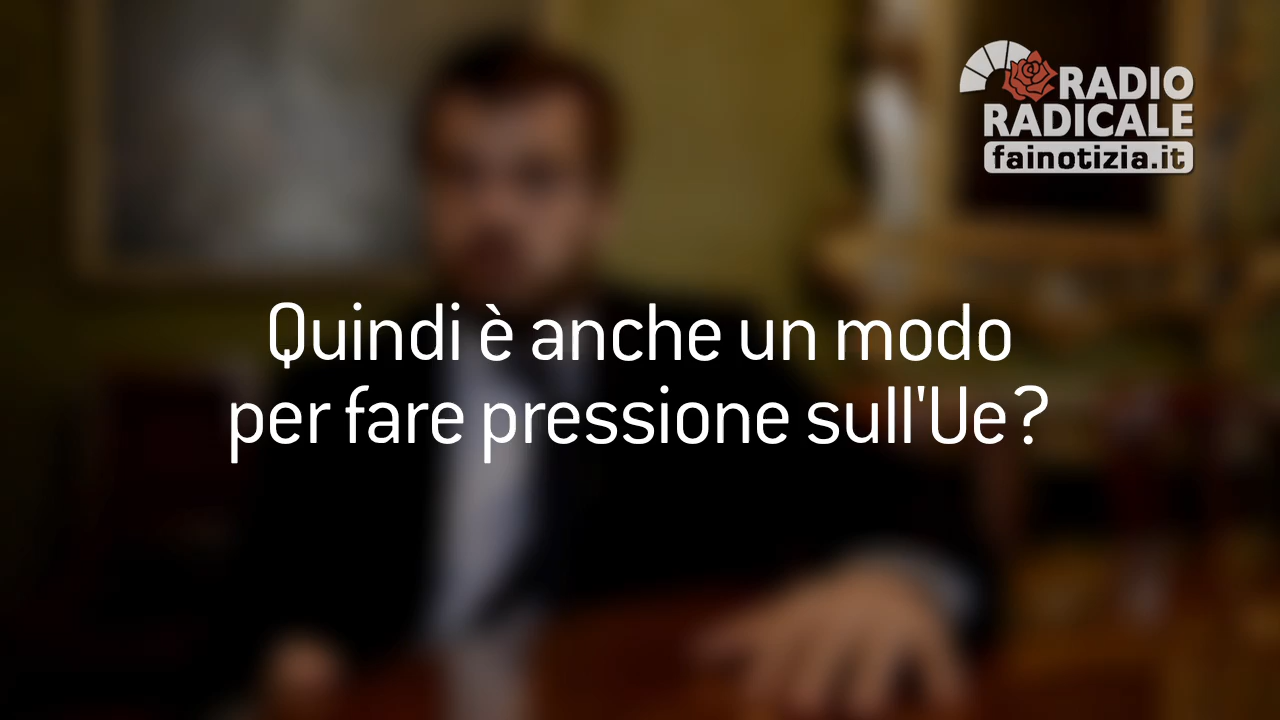 RADIO
RADICALE
fainotizia.it
Quindi è anche un modo
per fare pressione sull'Ue?